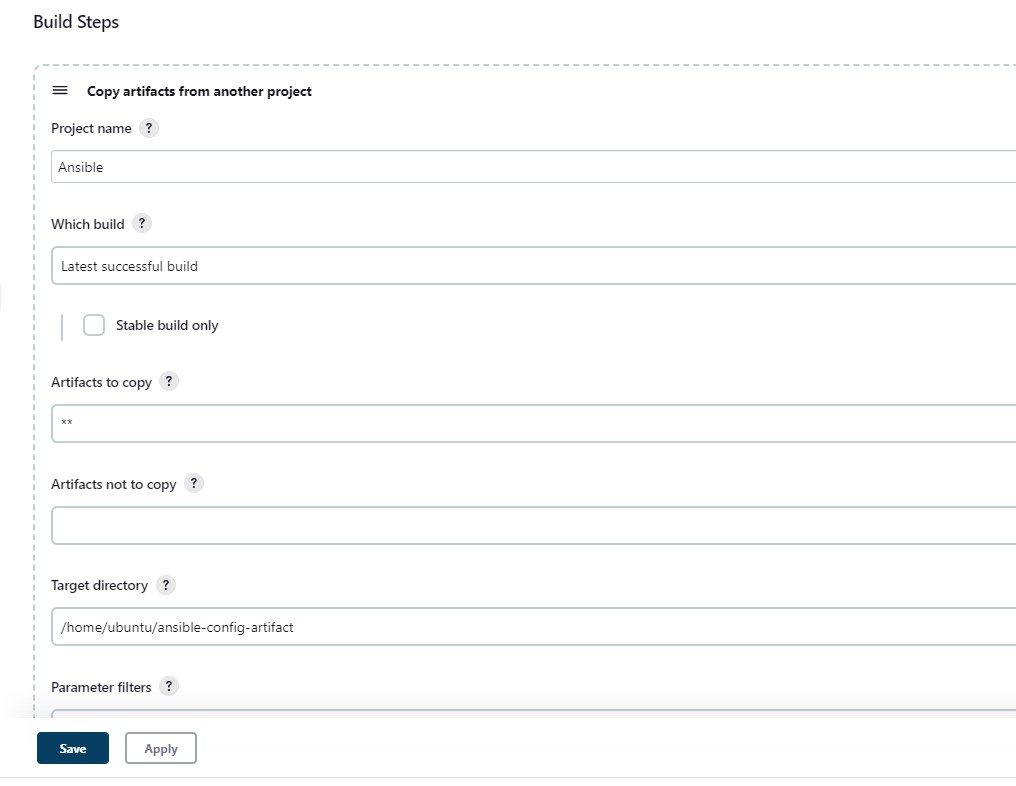 Build Steps
Copy artifacts from another project
Project name ?
Ansible
Which build ?
Latest successful build
Stable build only
Artifacts to copy ?
**
Artifacts not to copy ?
Target directory ?
/home/ubuntu/ansible-config-artifact
Parameter filters ?
Save Apply